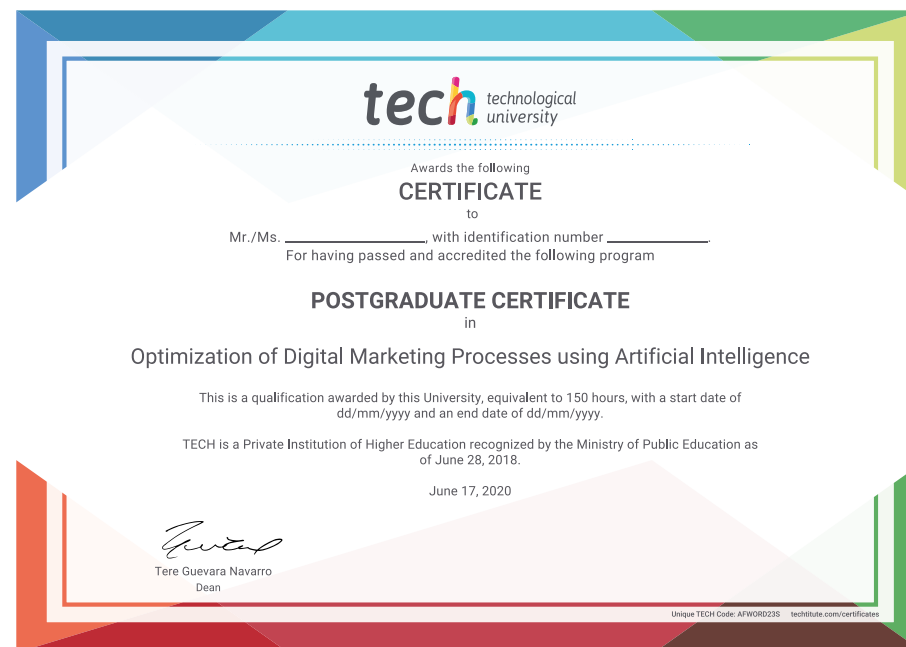 tech technological
university
Awards the following
CERTIFICATE
to
Mr./Ms. ____________, with identification number ____________.
For having passed and accredited the following program
POSTGRADUATE CERTIFICATE
in
Optimization of Digital Marketing Processes using Artificial Intelligence
This is a qualification awarded by this University, equivalent to 150 hours, with a start date of
dd/mm/yyyy and an end date of dd/mm/yyyy.
TECH is a Private Institution of Higher Education recognized by the Ministry of Public Education as
of June 28, 2018.
June 17, 2020
Tere Guevara Navarro
Dean
Unique TECH Code: AFWORD23S techtitute.com/certificates